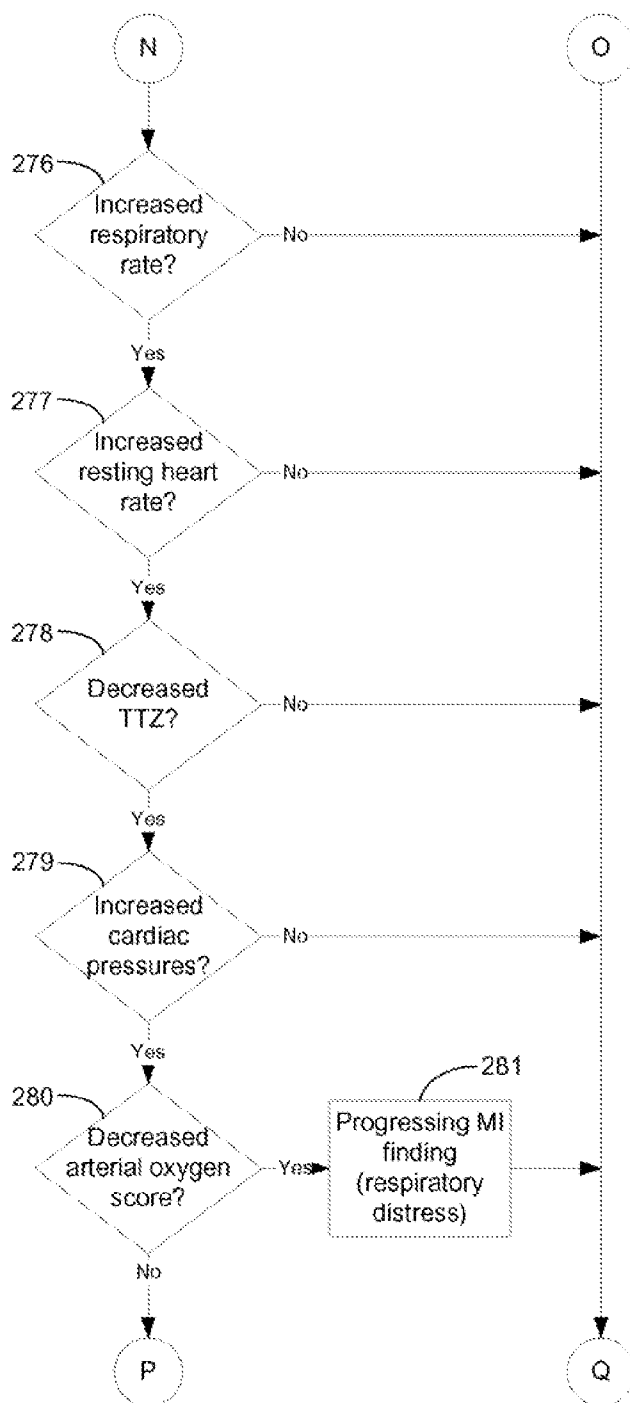 N
O
276
Increased
respiratory
rate?
No
Yes
277
Increased
resting heart
rate?
No
Yes
278
Decreased
TTZ?
No
Yes
279
Increased
cardiac
pressures?
No
Yes
280
Decreased
arterial oxygen
score?
Yes
281
Progressing MI
finding
(respiratory
distress)
No
P
Q